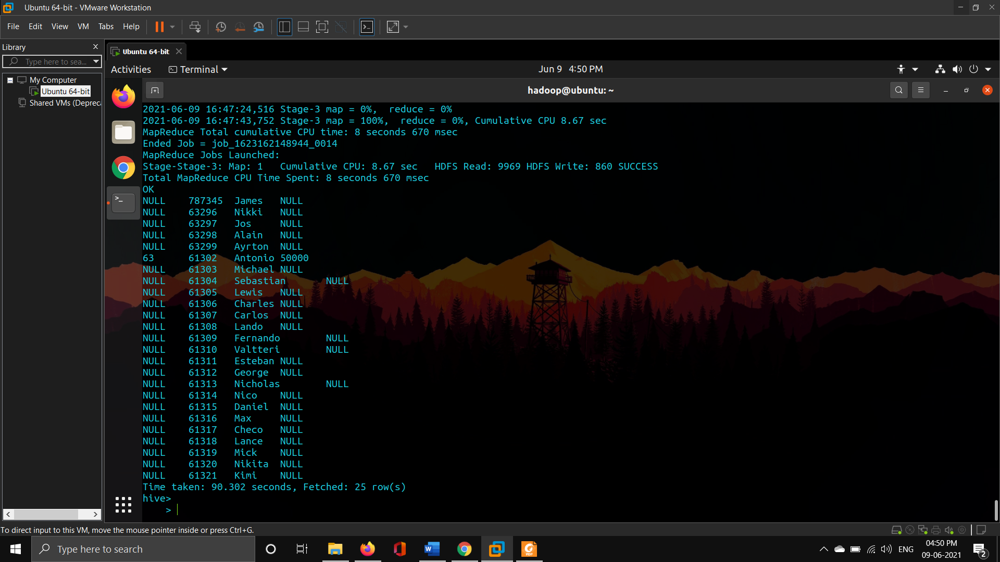 Ubuntu 64-bit - VMware Workstation
File Edit View VM Tabs Help
Library
Type here to sea...
My Computer
Ubuntu 64-bit
Shared VMs (Depreca
Ubuntu 64-bit
Activities Terminal Jun 9 4:50 PM
hadoop@ubuntu: ~
2021-06-09 16:47:24,516 Stage-3 map = 0%,  reduce = 0%
2021-06-09 16:47:43,752 Stage-3 map = 100%,  reduce = 0%, Cumulative CPU 8.67 sec
MapReduce Total cumulative CPU time: 8 seconds 670 msec
Ended Job = job_1623162148944_0014
MapReduce Jobs Launched:
Stage-Stage-3: Map: 1   Cumulative CPU: 8.67 sec   HDFS Read: 9969 HDFS Write: 860 SUCCESS
Total MapReduce CPU Time Spent: 8 seconds 670 msec
OK
NULL 787345 James NULL
NULL 63296 Nikki NULL
NULL 63297 Jos NULL
NULL 63298 Alain NULL
NULL 63299 Ayrton NULL
63 61302 Antonio 50000
NULL 61303 Michael NULL
NULL 61304 Sebastian NULL
NULL 61305 Lewis NULL
NULL 61306 Charles NULL
NULL 61307 Carlos NULL
NULL 61308 Lando NULL
NULL 61309 Fernando NULL
NULL 61310 Valtteri NULL
NULL 61311 Esteban NULL
NULL 61312 George NULL
NULL 61313 Nicholas NULL
NULL 61314 Nico NULL
NULL 61315 Daniel NULL
NULL 61316 Max NULL
NULL 61317 Checo NULL
NULL 61318 Lance NULL
NULL 61319 Mick NULL
NULL 61320 Nikita NULL
NULL 61321 Kimi NULL
Time taken: 90.302 seconds, Fetched: 25 row(s)
hive>
    >
To direct input to this VM, move the mouse pointer inside or press Ctrl+G.
Type here to search
ENG
04:50 PM
09-06-2021
2